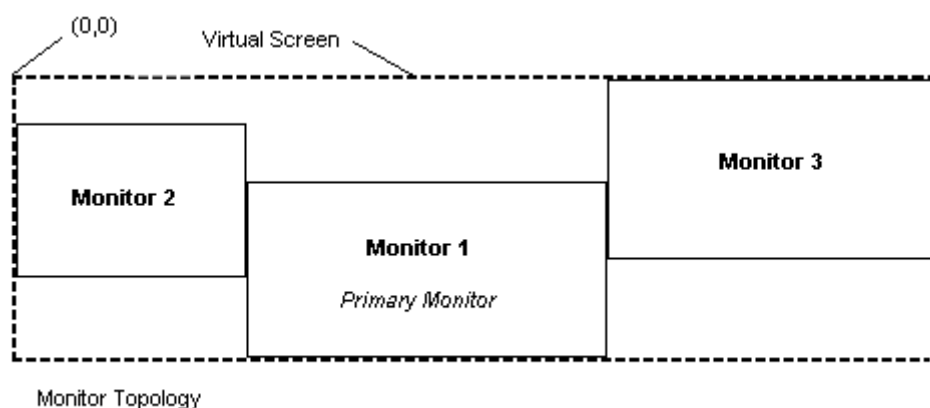 (0,0)
Virtual Screen
Monitor 3
Monitor 2
Monitor 1
Primary Monitor
Monitor Topology